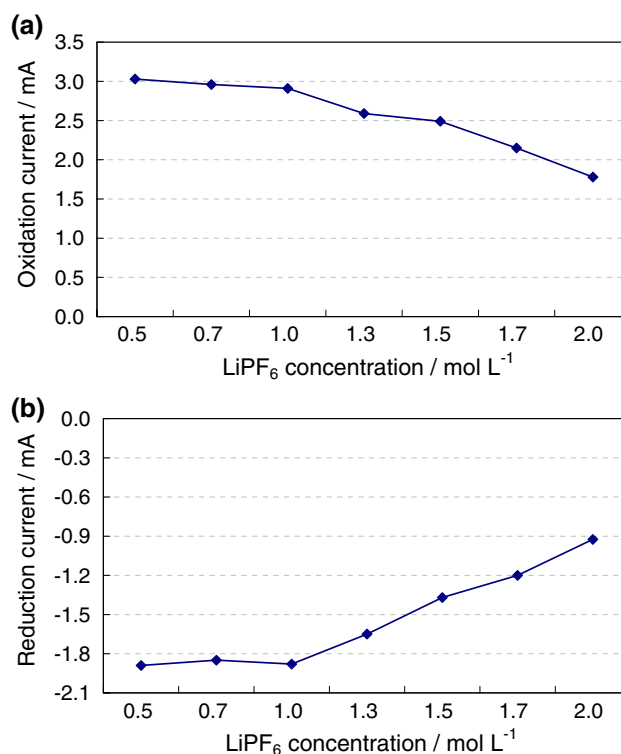 (a)
3.5
3.0
2.5
2.0
1.5
1.0
0.5
0.0
Oxidation current / mA
0.5 0.7 1.0 1.3 1.5 1.7 2.0
LiPF₆ concentration / mol L⁻¹
(b)
0.0
-0.3
-0.6
-0.9
-1.2
-1.5
-1.8
-2.1
Reduction current / mA
0.5 0.7 1.0 1.3 1.5 1.7 2.0
LiPF₆ concentration / mol L⁻¹